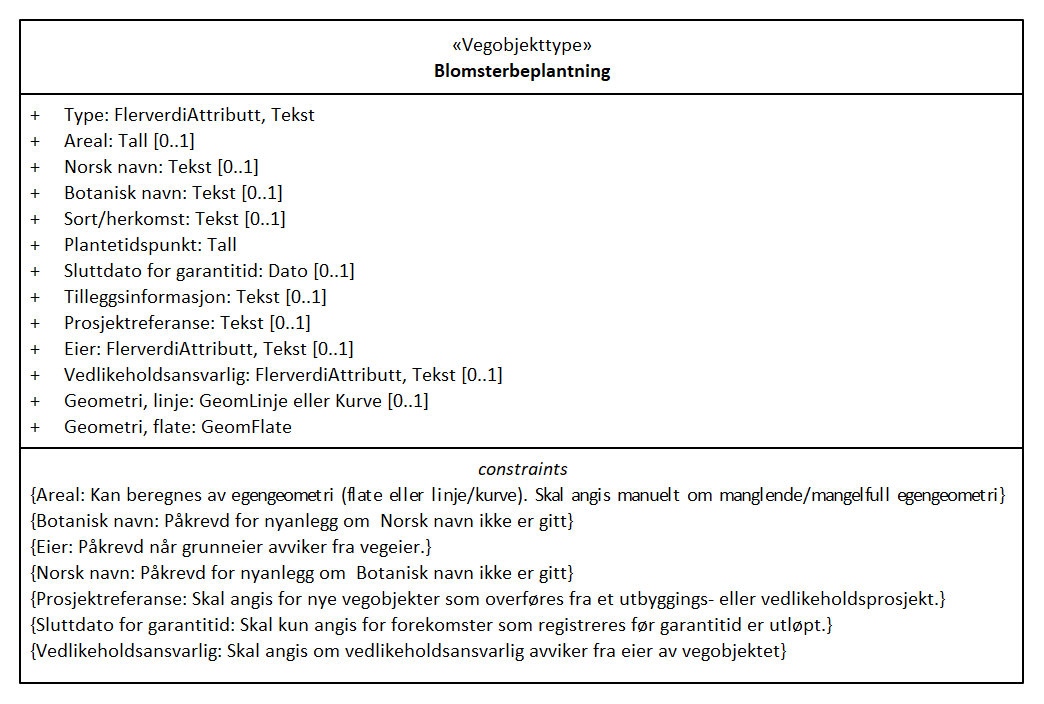 «Vegobjekttype»
Blomsterbeplantning
+ Type: FlerverdiAttributt, Tekst
+ Areal: Tall [0..1]
+ Norsk navn: Tekst [0..1]
+ Botanisk navn: Tekst [0..1]
+ Sort/herkomst: Tekst [0..1]
+ Plantetidspunkt: Tall
+ Sluttdato for garantitid: Dato [0..1]
+ Tilleggsinformasjon: Tekst [0..1]
+ Prosjektreferanse: Tekst [0..1]
+ Eier: FlerverdiAttributt, Tekst [0..1]
+ Vedlikeholdsansvarlig: FlerverdiAttributt, Tekst [0..1]
+ Geometri, linje: GeomLinje eller Kurve [0..1]
+ Geometri, flate: GeomFlate
constraints
{Areal: Kan beregnes av egengeometri (flate eller linje/kurve). Skal angis manuelt om manglende/mangelfull egengeometri}
{Botanisk navn: Påkrevd for nyanlegg om  Norsk navn ikke er gitt}
{Eier: Påkrevd når grunneier avviker fra vegeier.}
{Norsk navn: Påkrevd for nyanlegg om  Botanisk navn ikke er gitt}
{Prosjektreferanse: Skal angis for nye vegobjekter som overføres fra et utbyggings- eller vedlikeholdsprosjekt.}
{Sluttdato for garantitid: Skal kun angis for forekomster som registreres før garantitid er utløpt.}
{Vedlikeholdsansvarlig: Skal angis om vedlikeholdsansvarlig avviker fra eier av vegobjektet}